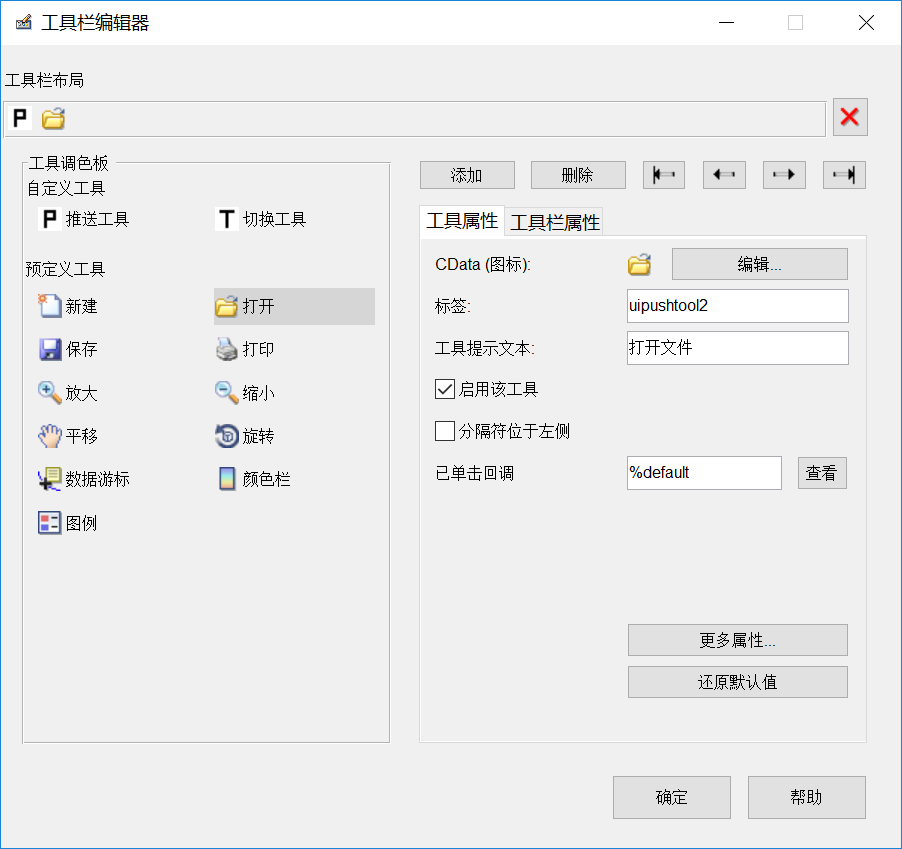 工具栏编辑器
工具栏布局
P
工具调色板
自定义工具
P 推送工具
T 切换工具
预定义工具
新建
打开
保存
打印
放大
缩小
平移
旋转
数据游标
颜色栏
图例
添加
删除
工具属性
工具栏属性
CData (图标):
编辑...
标签:
uipushtool2
工具提示文本:
打开文件
启用该工具
分隔符位于左侧
已单击回调
%default
查看
更多属性...
还原默认值
确定
帮助